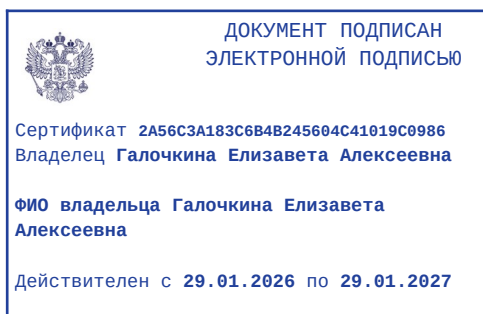 ДОКУМЕНТ ПОДПИСАН
ЭЛЕКТРОННОЙ ПОДПИСЬЮ
Сертификат 2A56C3A183C6B4B245604C41019C0986
Владелец Галочкина Елизавета Алексеевна
ФИО владельца Галочкина Елизавета
Алексеевна
Действителен с 29.01.2026 по 29.01.2027